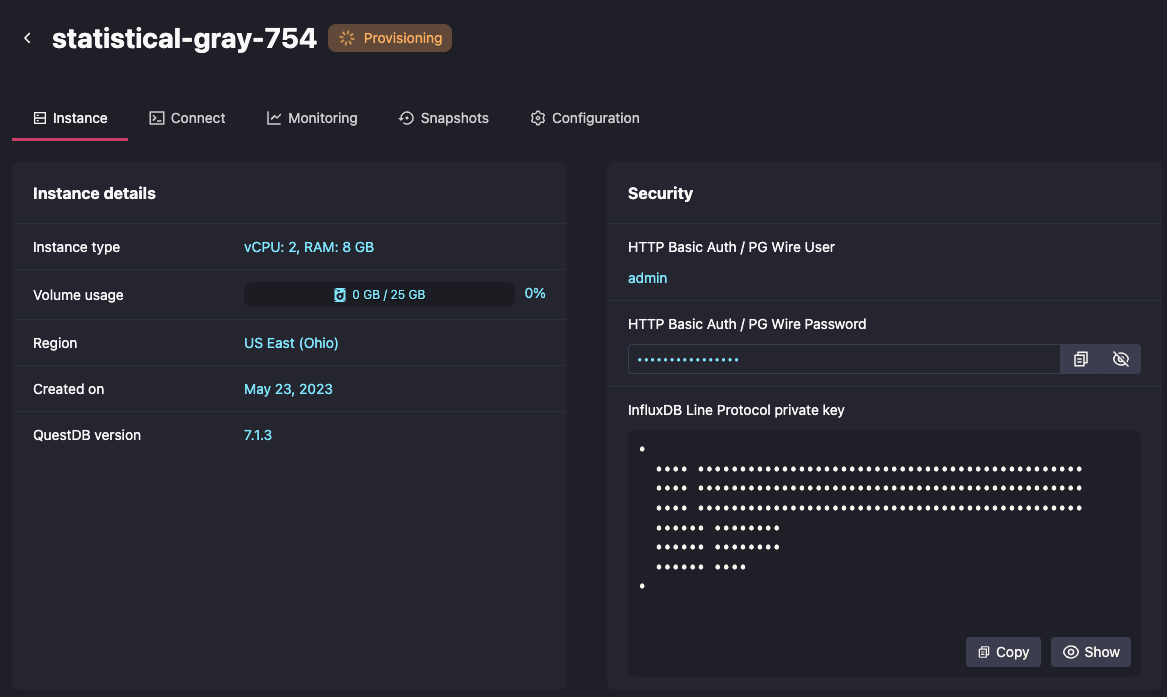 statistical-gray-754
Provisioning
Instance
Connect
Monitoring
Snapshots
Configuration
Instance details
Instance type
vCPU: 2, RAM: 8 GB
Volume usage
0 GB / 25 GB
0%
Region
US East (Ohio)
Created on
May 23, 2023
QuestDB version
7.1.3
Security
HTTP Basic Auth / PG Wire User
admin
HTTP Basic Auth / PG Wire Password
••••••••••••••••
InfluxDB Line Protocol private key
Copy
Show